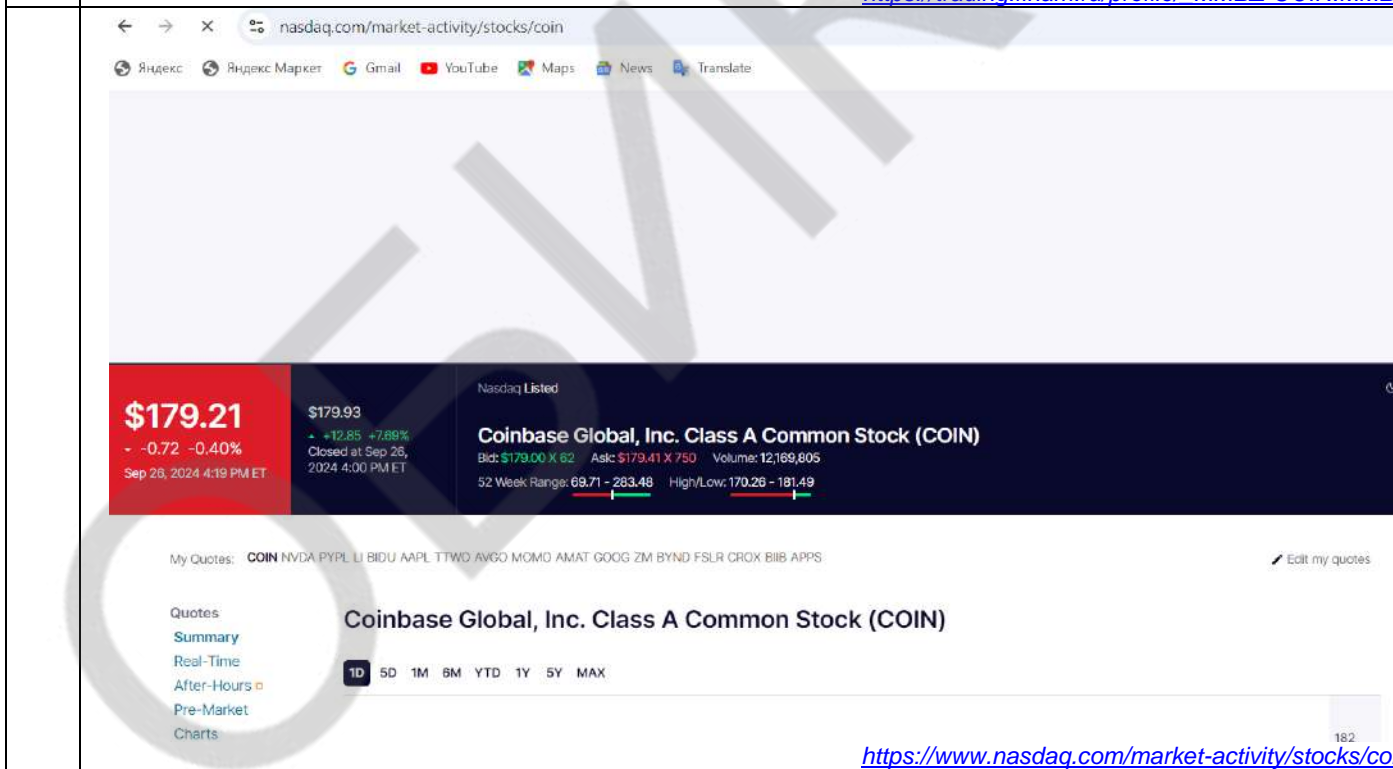 nasdaq.com/market-activity/stocks/coin
Яндекс Яндекс Маркет Gmail YouTube Maps News Translate
Nasdaq Listed
$179.21
-0.72 -0.40%
Sep 26, 2024 4:19 PM ET
$179.93
+12.85 +7.69%
Closed at Sep 26,
2024 4:00 PM ET
Coinbase Global, Inc. Class A Common Stock (COIN)
Bid: $179.00 X 62 Ask: $179.41 X 750 Volume: 12,169,805
52 Week Range: 69.71 - 283.48 High/Low: 170.26 - 181.49
My Quotes: COIN NVDA PYPL LI BIDU AAPL TTWO AVGO MOMO AMAT GOOG ZM BYND FSLR CROX BIIB APPS
Edit my quotes
Quotes
Summary
Real-Time
After-Hours
Pre-Market
Charts
Coinbase Global, Inc. Class A Common Stock (COIN)
1D 5D 1M 6M YTD 1Y 5Y MAX
182
https://www.nasdaq.com/market-activity/stocks/co